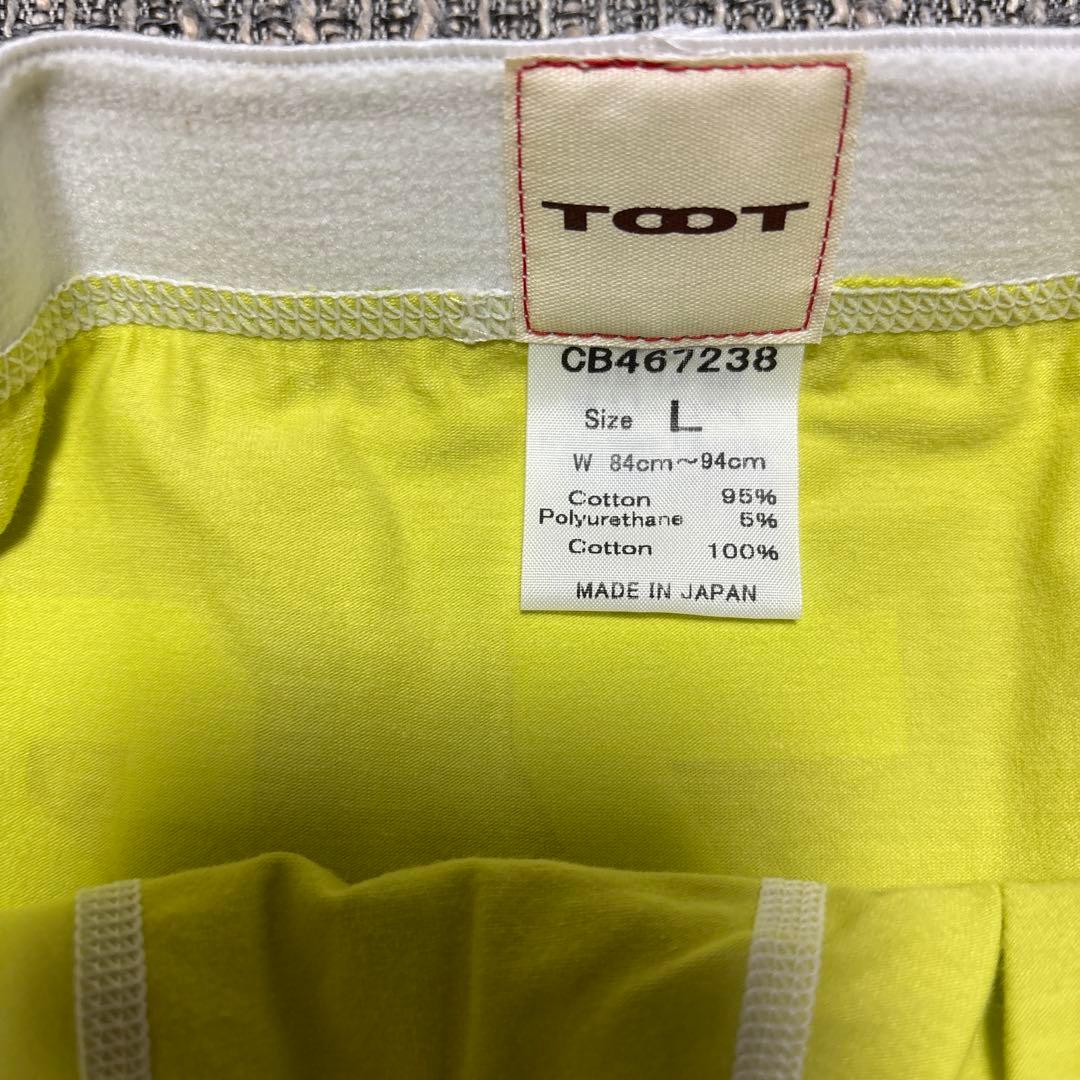 TOOT
CB467238
Size L
W 84cm～94cm
Cotton 95%
Polyurethane 5%
Cotton 100%
MADE IN JAPAN